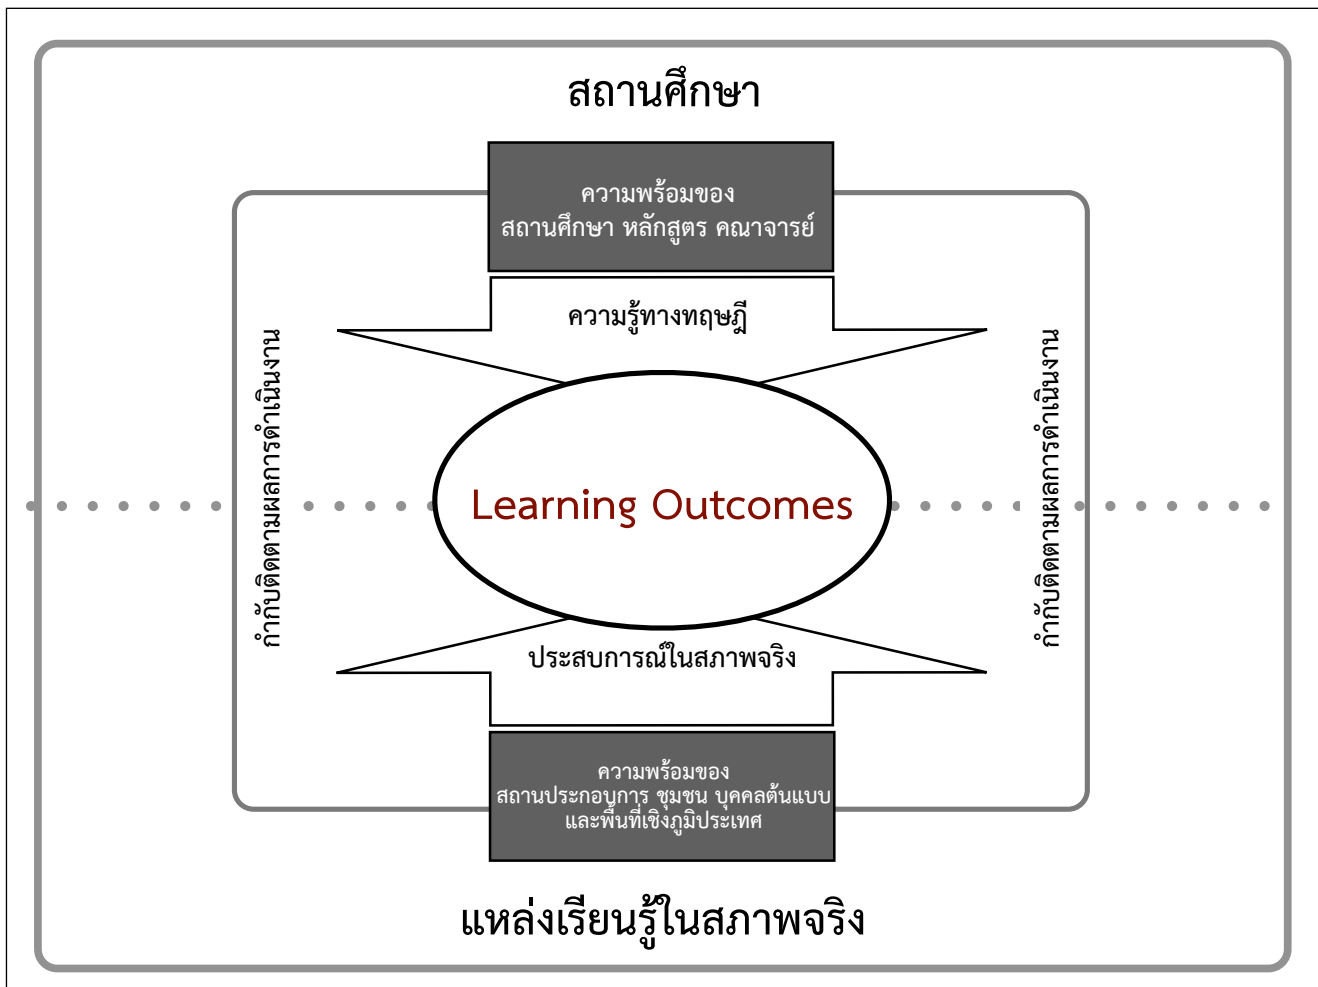 สถานศึกษา
ความพร้อมของ
สถานศึกษา หลักสูตร คณาจารย์
ความรู้ทางทฤษฎี
กำกับติดตามผลการดำเนินงาน
Learning Outcomes
กำกับติดตามผลการดำเนินงาน
ประสบการณ์ในสภาพจริง
ความพร้อมของ
สถานประกอบการ ชุมชน บุคคลต้นแบบ
และพื้นที่เชิงภูมิประเทศ
แหล่งเรียนรู้ในสภาพจริง